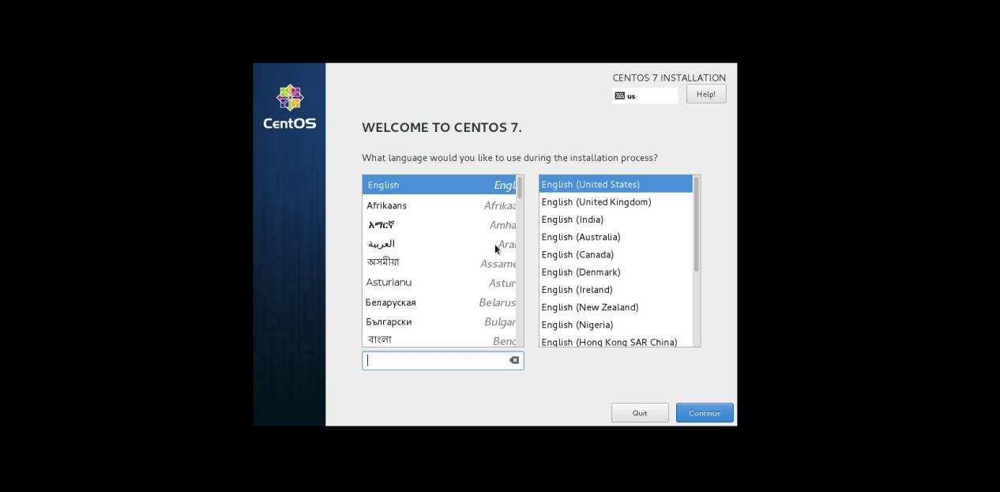 CentOS
CENTOS 7 INSTALLATION
us
Help!
WELCOME TO CENTOS 7.
What language would you like to use during the installation process?
English Engl
Afrikaans Afrikaa
አማርኛ Amha
العربية Ara
অসমীয়া Assame
Asturianu Astur
Беларуская Belarus
Български Bulgar
বাংলা Beng
English (United States)
English (United Kingdom)
English (India)
English (Australia)
English (Canada)
English (Denmark)
English (Ireland)
English (New Zealand)
English (Nigeria)
English (Hong Kong SAR China)
Quit
Continue